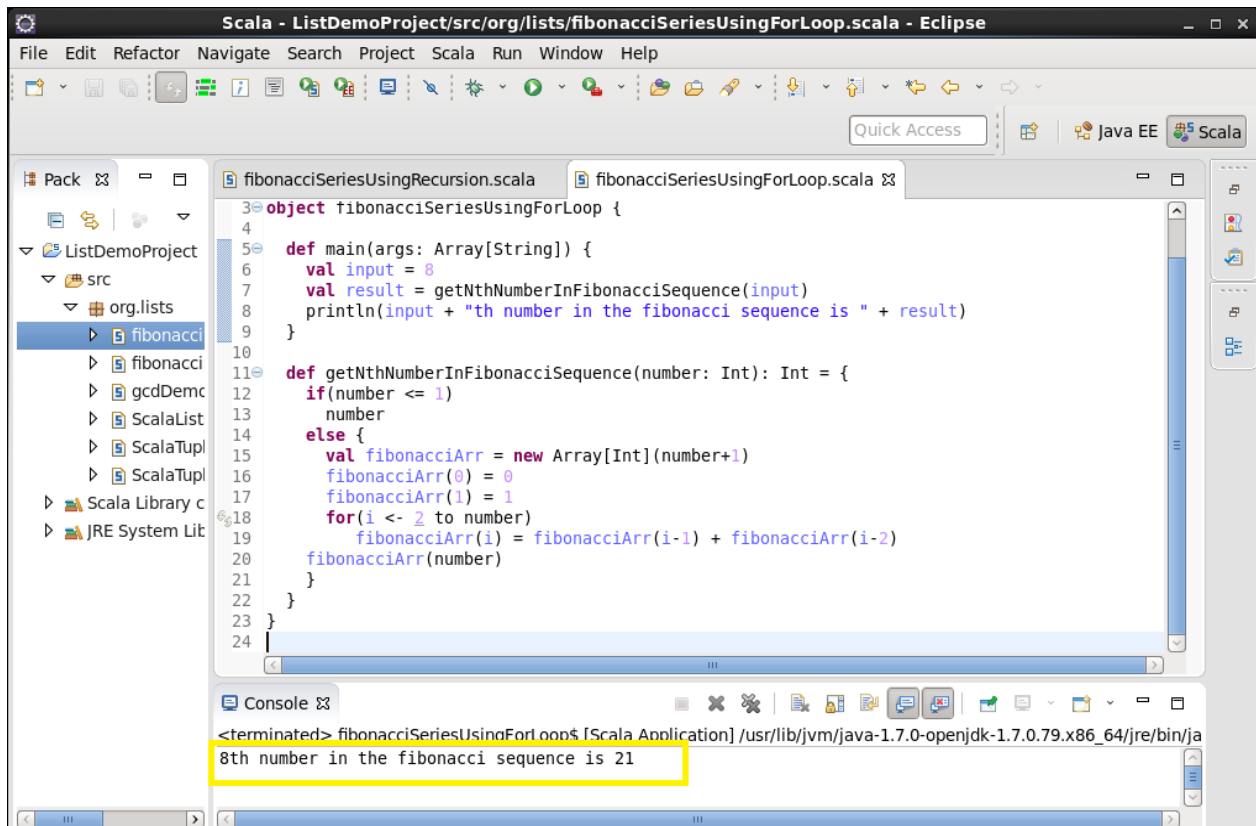 Scala - ListDemoProject/src/org/lists/fibonacciSeriesUsingForLoop.scala - Eclipse
File Edit Refactor Navigate Search Project Scala Run Window Help
Quick Access
Java EE
Scala
Pack
ListDemoProject
src
org.lists
fibonacci
fibonacci
gcdDemo
ScalaList
ScalaTupl
ScalaTupl
Scala Library c
JRE System Lib
fibonacciSeriesUsingRecursion.scala
fibonacciSeriesUsingForLoop.scala
3 object fibonacciSeriesUsingForLoop {
4
5 def main(args: Array[String]) {
6 val input = 8
7 val result = getNthNumberInFibonacciSequence(input)
8 println(input + "th number in the fibonacci sequence is " + result)
9 }
10
11 def getNthNumberInFibonacciSequence(number: Int): Int = {
12 if(number <= 1)
13 number
14 else {
15 val fibonacciArr = new Array[Int](number+1)
16 fibonacciArr(0) = 0
17 fibonacciArr(1) = 1
18 for(i <- 2 to number)
19 fibonacciArr(i) = fibonacciArr(i-1) + fibonacciArr(i-2)
20 fibonacciArr(number)
21 }
22 }
23 }
24
Console
<terminated> fibonacciSeriesUsingForLoop$ [Scala Application] /usr/lib/jvm/java-1.7.0-openjdk-1.7.0.79.x86_64/jre/bin/ja
8th number in the fibonacci sequence is 21